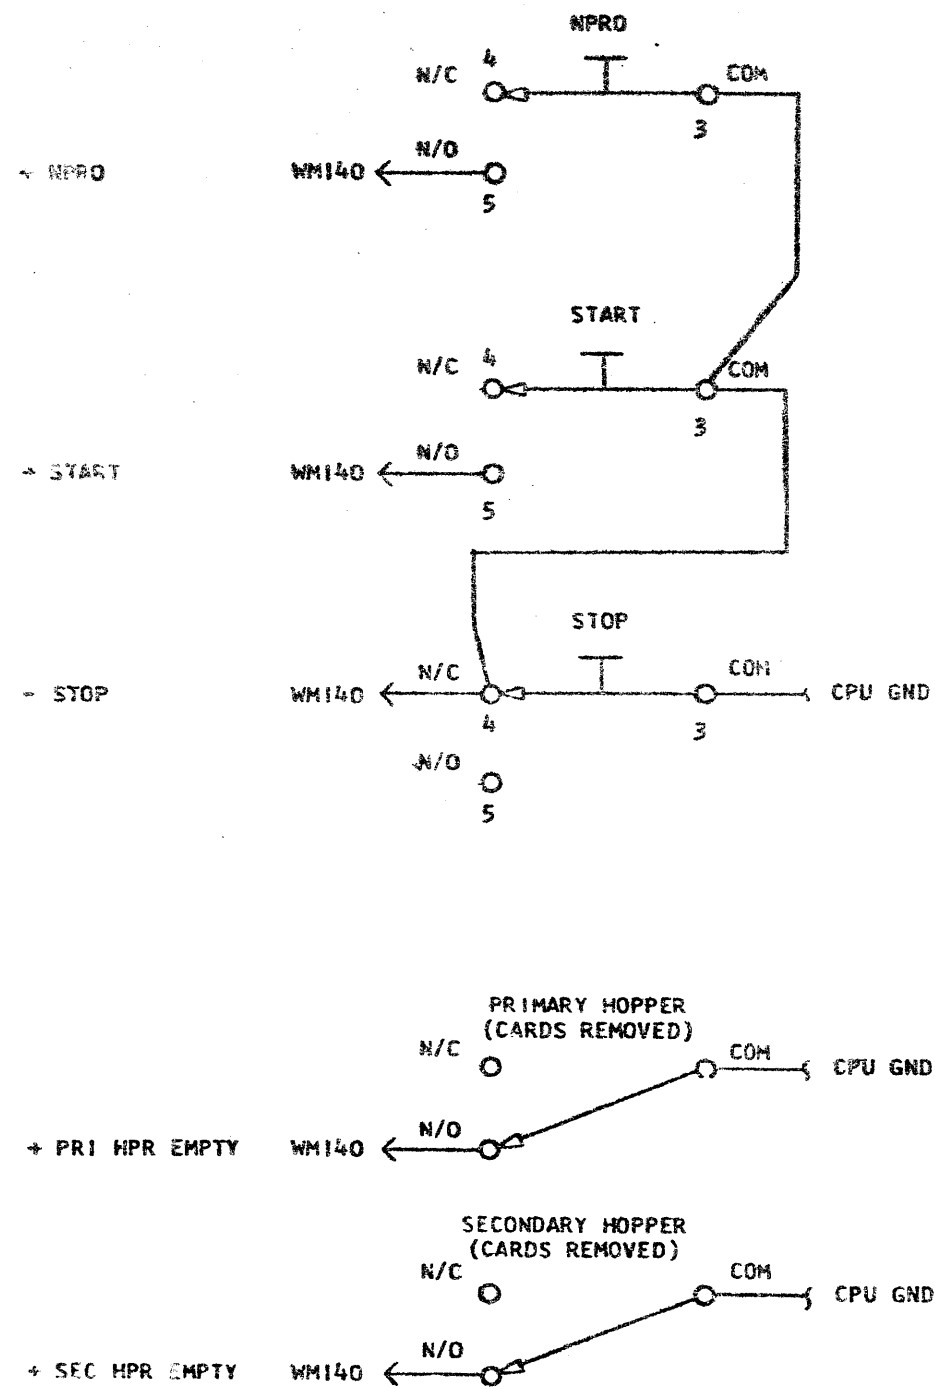 NPRO
4
N/C
COM
3
N/O
+ NPRO
WM140
5
START
4
N/C
COM
3
N/O
+ START
WM140
5
STOP
N/C
COM
- STOP
WM140
CPU GND
4
3
N/O
5
PRIMARY HOPPER
(CARDS REMOVED)
N/C
COM
CPU GND
N/O
+ PRI HPR EMPTY
WM140
SECONDARY HOPPER
(CARDS REMOVED)
N/C
COM
CPU GND
N/O
+ SEC HPR EMPTY
WM140